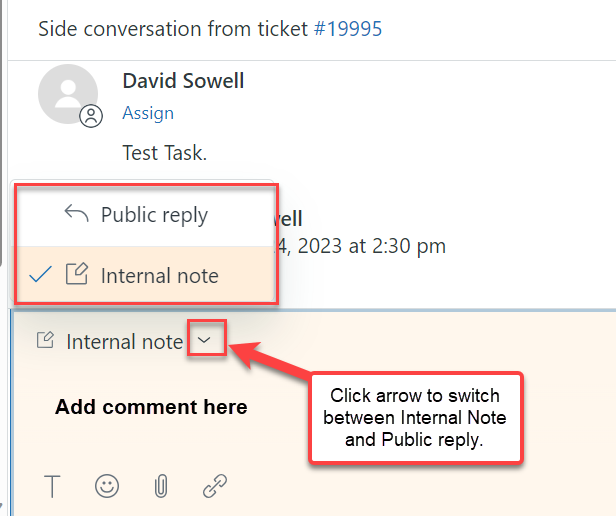 Side conversation from ticket #19995
David Sowell
Assign
Test Task.
Public reply
ell
4, 2023 at 2:30 pm
Internal note
Internal note
Add comment here
Click arrow to switch
between Internal Note
and Public reply.
T